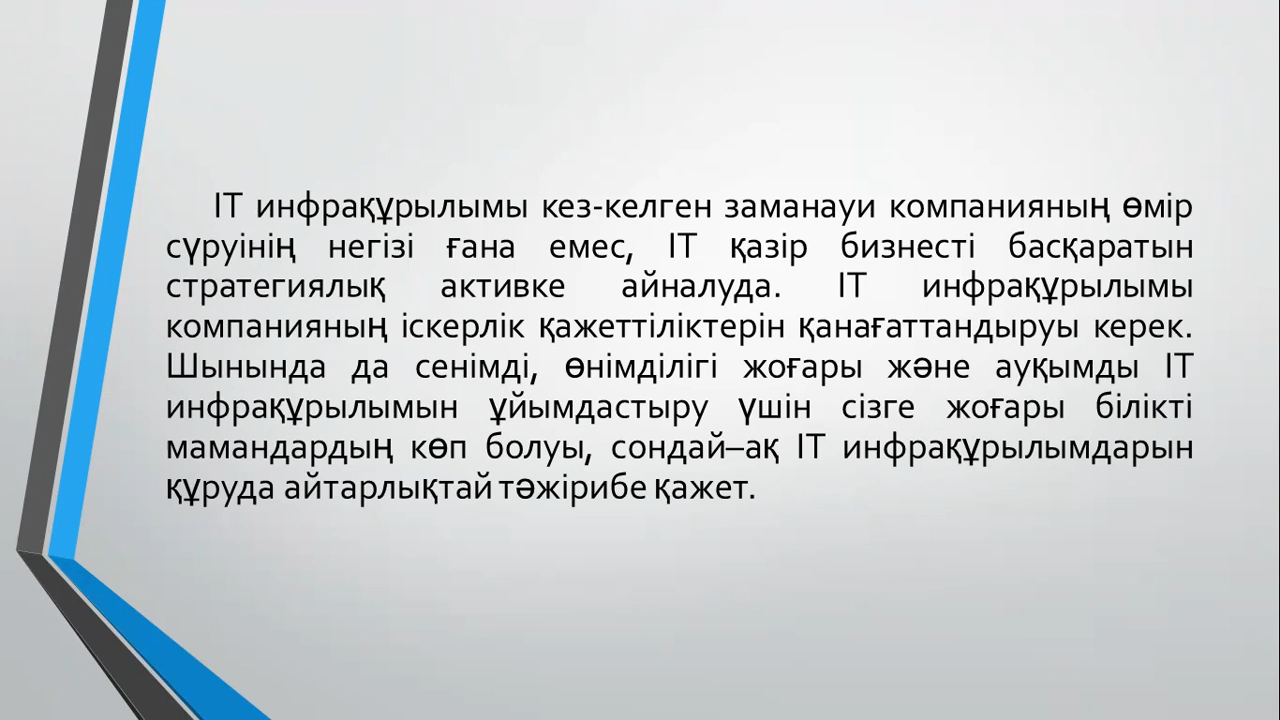 IT инфрақұрылымы кез-келген заманауи компанияның өмір
сүруінің негізі ғана емес, IT қазір бизнесті басқаратын
стратегиялық активке айналуда. IT инфрақұрылымы
компанияның іскерлік қажеттіліктерін қанағаттандыруы керек.
Шынында да сенімді, өнімділігі жоғары және ауқымды IT
инфрақұрылымын ұйымдастыру үшін сізге жоғары білікті
мамандардың көп болуы, сондай–ақ IT инфрақұрылымдарын
құруда айтарлықтай тәжірибе қажет.